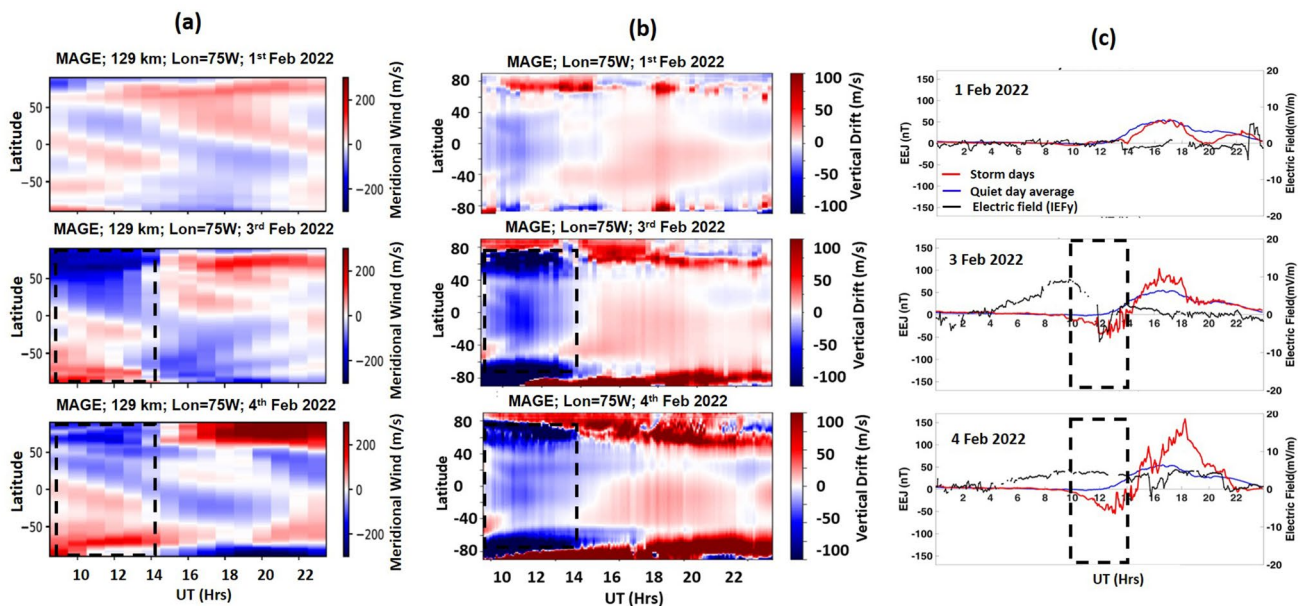 (a)
MAGE; 129 km; Lon=75W; 1st Feb 2022
Latitude
50
0
−50
Meridional Wind (m/s)
200
0
−200
MAGE; 129 km; Lon=75W; 3rd Feb 2022
Latitude
50
0
−50
Meridional Wind (m/s)
200
0
−200
MAGE; 129 km; Lon=75W; 4th Feb 2022
Latitude
50
0
−50
Meridional Wind (m/s)
200
0
−200
10 12 14 16 18 20 22
UT (Hrs)
(b)
MAGE; Lon=75W; 1st Feb 2022
Latitude
80
40
0
-40
-80
Vertical Drift (m/s)
100
50
0
-50
-100
MAGE; Lon=75W; 3rd Feb 2022
Latitude
80
40
0
-40
-80
Vertical Drift (m/s)
100
50
0
-50
-100
MAGE; Lon=75W; 4th Feb 2022
Latitude
80
40
0
-40
-80
Vertical Drift (m/s)
100
50
0
-50
-100
10 12 14 16 18 20 22
UT (Hrs)
(c)
1 Feb 2022
EEJ (nT)
150
100
50
0
-50
-100
-150
2 4 6 8 10 12 14 16 18 20 22
Storm days
Quiet day average
Electric field (IEFy)
Electric Field(mV/m)
20
10
0
-10
-20
3 Feb 2022
EEJ (nT)
150
100
50
0
-50
-100
-150
2 4 6 8 10 12 14 16 18 20 22
Electric Field(mV/m)
20
10
0
-10
-20
4 Feb 2022
EEJ (nT)
150
100
50
0
-50
-100
-150
2 4 6 8 10 12 14 16 18 20 22
Electric Field(mV/m)
20
10
0
-10
-20
UT (Hrs)